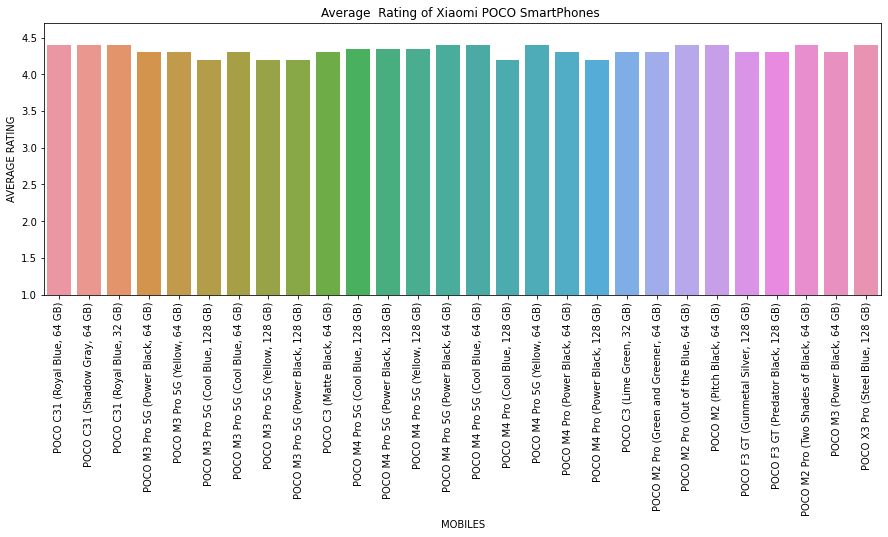 Average  Rating of Xiaomi POCO SmartPhones
AVERAGE RATING
4.5
4.0
3.5
3.0
2.5
2.0
1.5
1.0
POCO C31 (Royal Blue, 64 GB)
POCO C31 (Shadow Gray, 64 GB)
POCO C31 (Royal Blue, 32 GB)
POCO M3 Pro 5G (Power Black, 64 GB)
POCO M3 Pro 5G (Yellow, 64 GB)
POCO M3 Pro 5G (Cool Blue, 128 GB)
POCO M3 Pro 5G (Cool Blue, 64 GB)
POCO M3 Pro 5G (Yellow, 128 GB)
POCO M3 Pro 5G (Power Black, 128 GB)
POCO C3 (Matte Black, 64 GB)
POCO M4 Pro 5G (Cool Blue, 128 GB)
POCO M4 Pro 5G (Power Black, 128 GB)
POCO M4 Pro 5G (Yellow, 128 GB)
POCO M4 Pro 5G (Power Black, 64 GB)
POCO M4 Pro 5G (Cool Blue, 64 GB)
POCO M4 Pro (Cool Blue, 128 GB)
POCO M4 Pro 5G (Yellow, 64 GB)
POCO M4 Pro (Power Black, 64 GB)
POCO M4 Pro (Power Black, 128 GB)
POCO C3 (Lime Green, 32 GB)
POCO M2 Pro (Green and Greener, 64 GB)
POCO M2 Pro (Out of the Blue, 64 GB)
POCO M2 (Pitch Black, 64 GB)
POCO F3 GT (Gunmetal Silver, 128 GB)
POCO F3 GT (Predator Black, 128 GB)
POCO M2 Pro (Two Shades of Black, 64 GB)
POCO M3 (Power Black, 64 GB)
POCO X3 Pro (Steel Blue, 128 GB)
MOBILES